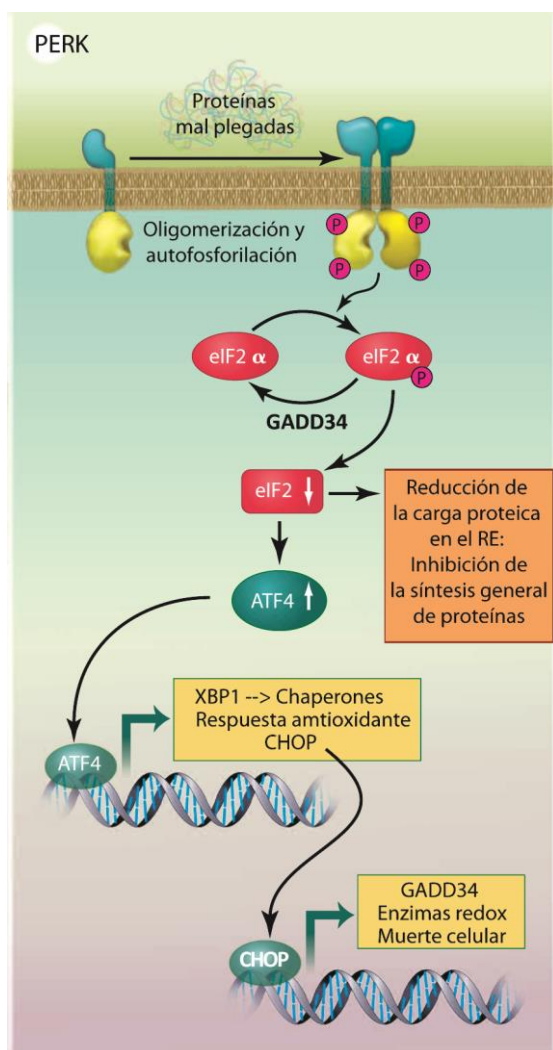 PERK
Proteínas
mal plegadas
Oligomerización y
autofosforilación
P
P
P
P
eIF2 α
eIF2 α
P
GADD34
eIF2
Reducción de
la carga proteica
en el RE:
Inhibición de
la síntesis general
de proteínas
ATF4
XBP1 --> Chaperones
Respuesta amtioxidante
CHOP
ATF4
GADD34
Enzimas redox
Muerte celular
CHOP